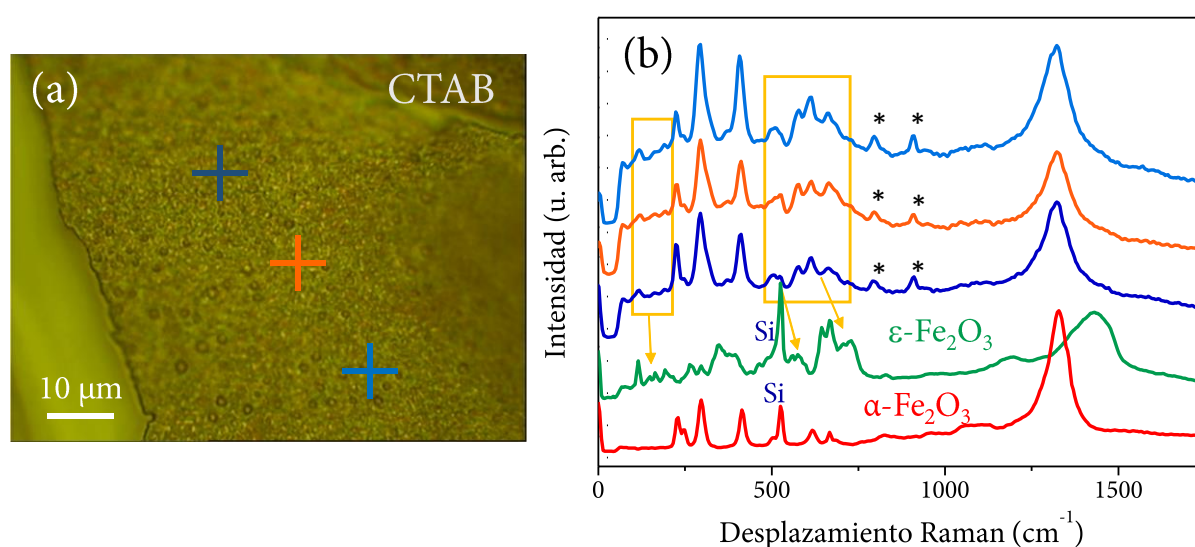 (a)
CTAB
10 μm
(b)
Intensidad (u. arb.)
* *
* *
* *
Si
ε-Fe₂O₃
Si
α-Fe₂O₃
0 500 1000 1500
Desplazamiento Raman (cm⁻¹)